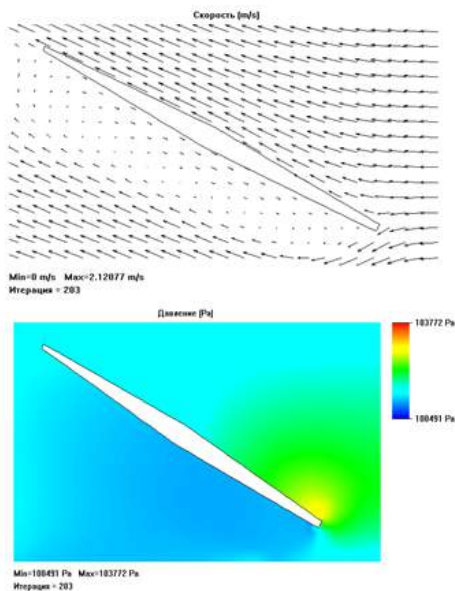 Скорость (m/s)
Min=0 m/s Max=2.12077 m/s
Итерация = 203
Давление (Pa)
103772 Pa
100491 Pa
Min=100491 Pa Max=103772 Pa
Итерация = 203